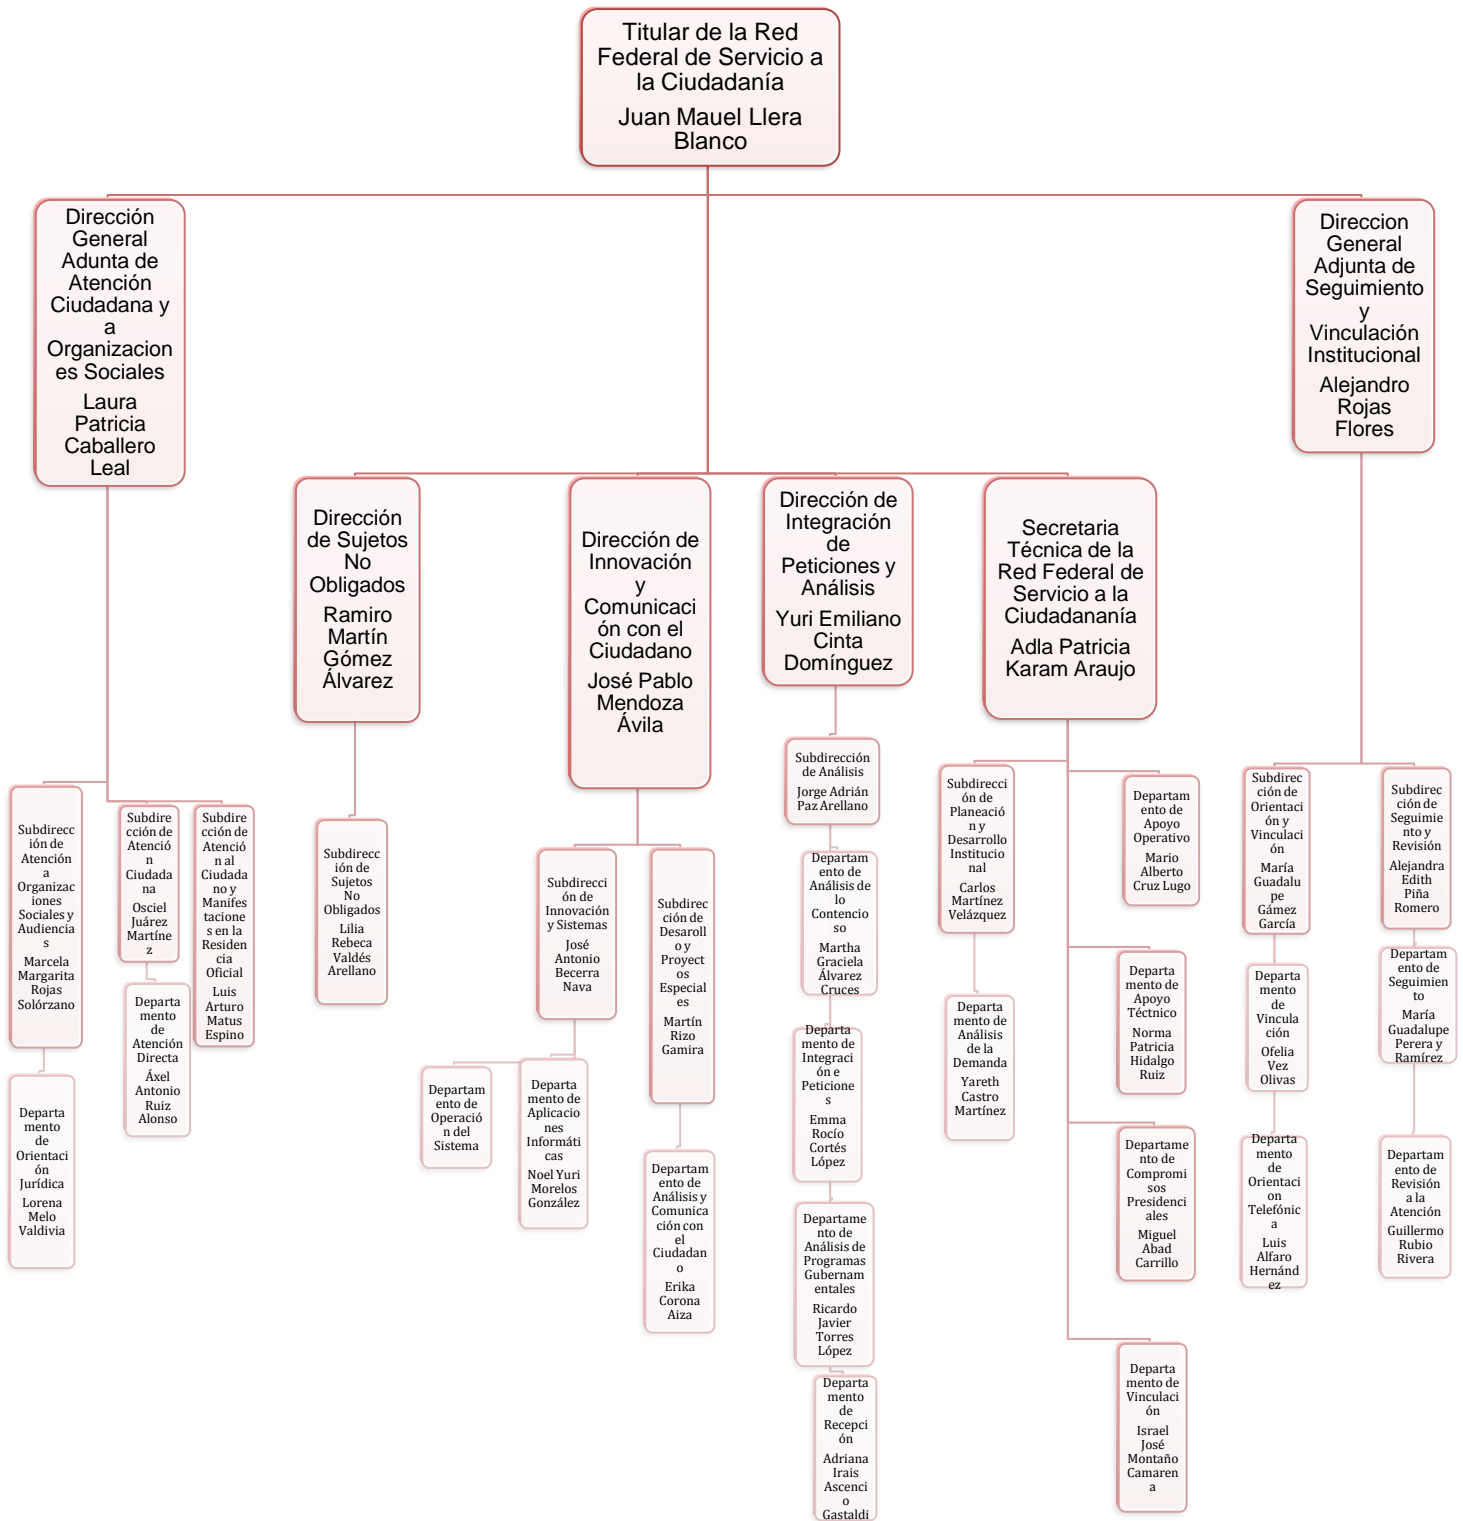 Titular de la Red
Federal de Servicio a
la Ciudadanía
Juan Mauel Llera
Blanco
Dirección
General
Adunta de
Atención
Ciudadana y
a
Organizacion
es Sociales
Laura
Patricia
Caballero
Leal
Direccion
General
Adjunta de
Seguimiento
y
Vinculación
Institucional
Alejandro
Rojas
Flores
Dirección
de Sujetos
No
Obligados
Ramiro
Martín
Gómez
Álvarez
Dirección de
Innovación
y
Comunicaci
ón con el
Ciudadano
José Pablo
Mendoza
Ávila
Dirección de
Integración
de
Peticiones y
Análisis
Yuri Emiliano
Cinta
Domínguez
Secretaria
Técnica de la
Red Federal de
Servicio a la
Ciudadananía
Adla Patricia
Karam Araujo
Subdirecc
ión de
Atención
a
Organizac
iones
Sociales y
Audiencia
s
Marcela
Margarita
Rojas
Solórzano
Departa
mento
de
Orientaci
ón
Jurídica
Lorena
Melo
Valdivia
Subdire
cción de
Atenció
n
Ciudada
na
Osciel
Juárez
Martíne
z
Departa
mento
de
Atención
Directa
Áxel
Antonio
Ruiz
Alonso
Subdire
cción de
Atenció
n al
Ciudada
no y
Manifes
tacione
s en la
Residen
cia
Oficial
Luis
Arturo
Matus
Espino
Subdirecc
ión de
Sujetos
No
Obligados
Lilia
Rebeca
Valdés
Arellano
Subdirecci
ón de
Innovación
y Sistemas
José
Antonio
Becerra
Nava
Departam
ento de
Operació
n del
Sistema
Departa
mento de
Aplicacio
nes
Informáti
cas
Noel Yuri
Morelos
González
Subdirec
ción de
Desaroll
o y
Proyect
os
Especial
es
Martín
Rizo
Gamira
Departam
ento de
Análisis y
Comunica
ción con
el
Ciudadan
o
Erika
Corona
Aiza
Subdirección
de Análisis
Jorge Adrián
Paz Arellano
Departam
ento de
Análisis de
lo
Contencio
so
Martha
Graciela
Álvarez
Cruces
Departa
mento de
Integraci
ón e
Peticione
s
Emma
Rocío
Cortés
López
Departame
nto de
Análisis de
Programas
Gubernam
entales
Ricardo
Javier
Torres
López
Departa
mento
de
Recepci
ón
Adriana
Irais
Ascenci
o
Gastaldi
Subdirecci
ón de
Planeació
n y
Desarrollo
Institucio
nal
Carlos
Martínez
Velázquez
Departa
mento de
Análisis
de la
Demanda
Yareth
Castro
Martínez
Departam
ento de
Apoyo
Operativo
Mario
Alberto
Cruz Lugo
Departa
mento de
Apoyo
Téctnico
Norma
Patricia
Hidalgo
Ruiz
Departame
nto de
Compromi
sos
Presidenci
ales
Miguel
Abad
Carrillo
Departa
mento de
Vinculaci
ón
Israel
José
Montaño
Camaren
a
Subdirec
ción de
Orientaci
ón y
Vinculaci
ón
María
Guadalu
pe
Gámez
García
Departa
mento
de
Vincula
ción
Ofelia
Vez
Olivas
Departa
mento
de
Orientaci
on
Telefónic
a
Luis
Alfaro
Hernánd
ez
Subdirec
ción de
Seguimie
nto y
Revisión
Alejandra
Edith
Piña
Romero
Departam
ento de
Seguimien
to
María
Guadalupe
Perera y
Ramírez
Departam
ento de
Revisión
a la
Atención
Guillermo
Rubio
Rivera